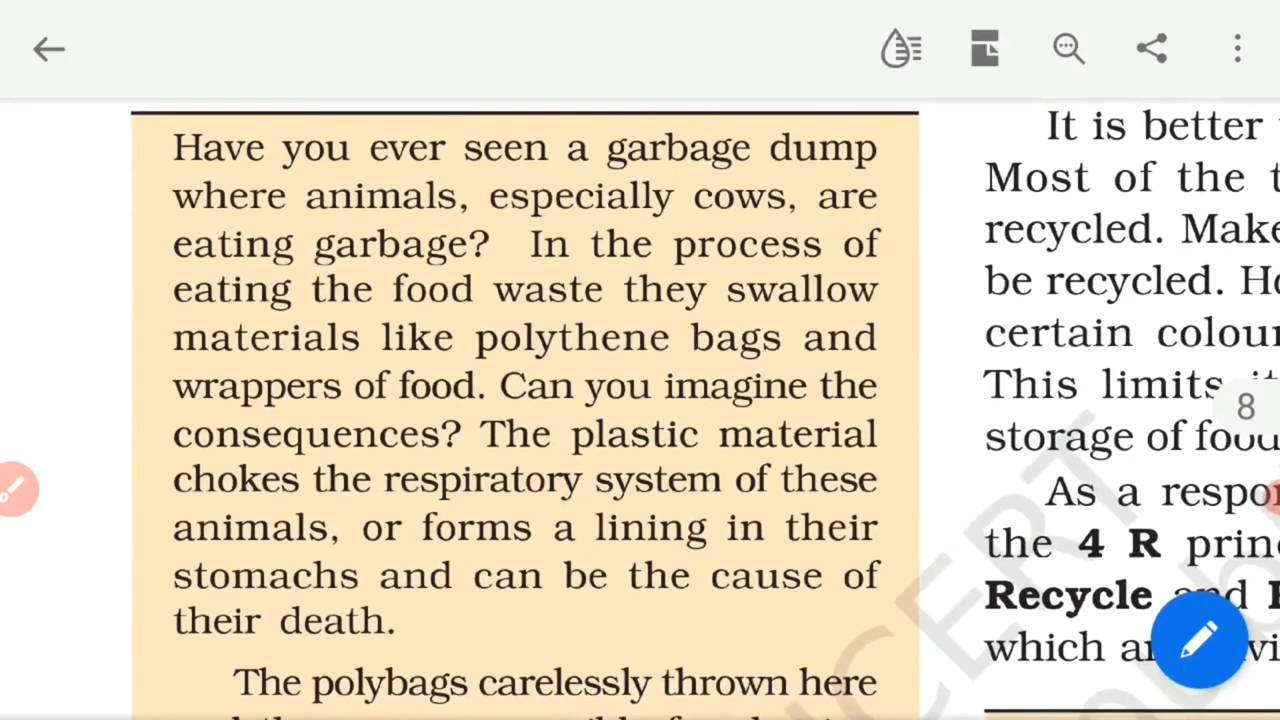 Have you ever seen a garbage dump
where animals, especially cows, are
eating garbage? In the process of
eating the food waste they swallow
materials like polythene bags and
wrappers of food. Can you imagine the
consequences? The plastic material
chokes the respiratory system of these
animals, or forms a lining in their
stomachs and can be the cause of
their death.
The polybags carelessly thrown here
It is better
Most of the t
recycled. Make
be recycled. Ho
certain colour
This limits
storage of food
As a respo
the 4 R princ
Recycle and
which
8
NCERT